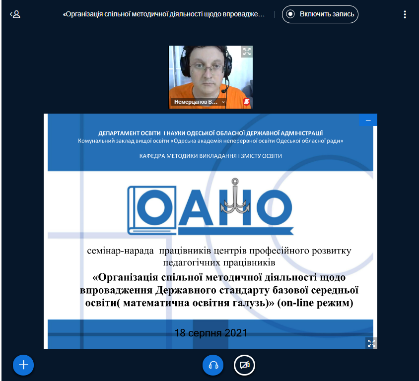 «Організація спільної методичної діяльності щодо впровадже...
Включить запись
Немерцалов В...
ДЕПАРТАМЕНТ ОСВІТИ І НАУКИ ОДЕСЬКОЇ ОБЛАСНОЇ ДЕРЖАВНОЇ АДМІНІСТРАЦІЇ
Комунальний заклад вищої освіти «Одеська академія неперервної освіти Одеської обласної ради»
КАФЕДРА МЕТОДИКИ ВИКЛАДАННЯ І ЗМІСТУ ОСВІТИ
ОАНО
семінар-нарада працівників центрів професійного розвитку
педагогічних працівників
«Організація спільної методичної діяльності щодо
впровадження Державного стандарту базової середньої
освіти( математична освітня галузь)» (on-line режим)
18 серпня 2021